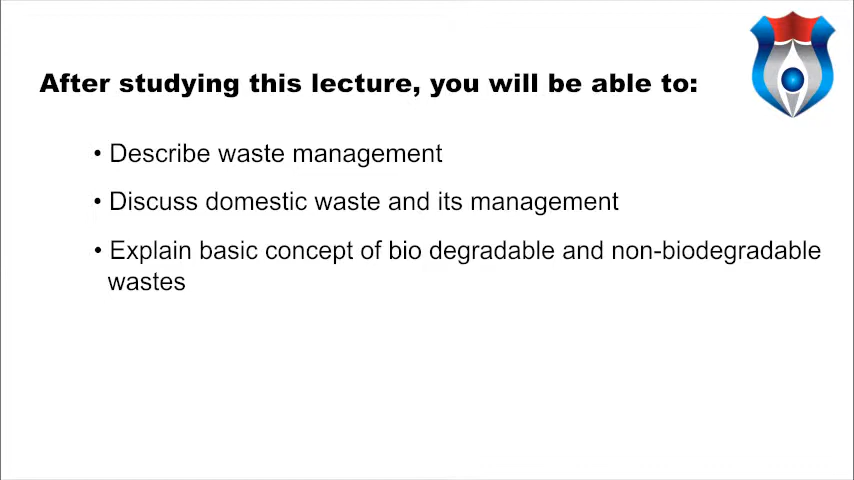 After studying this lecture, you will be able to:
• Describe waste management
• Discuss domestic waste and its management
• Explain basic concept of bio degradable and non-biodegradable
wastes